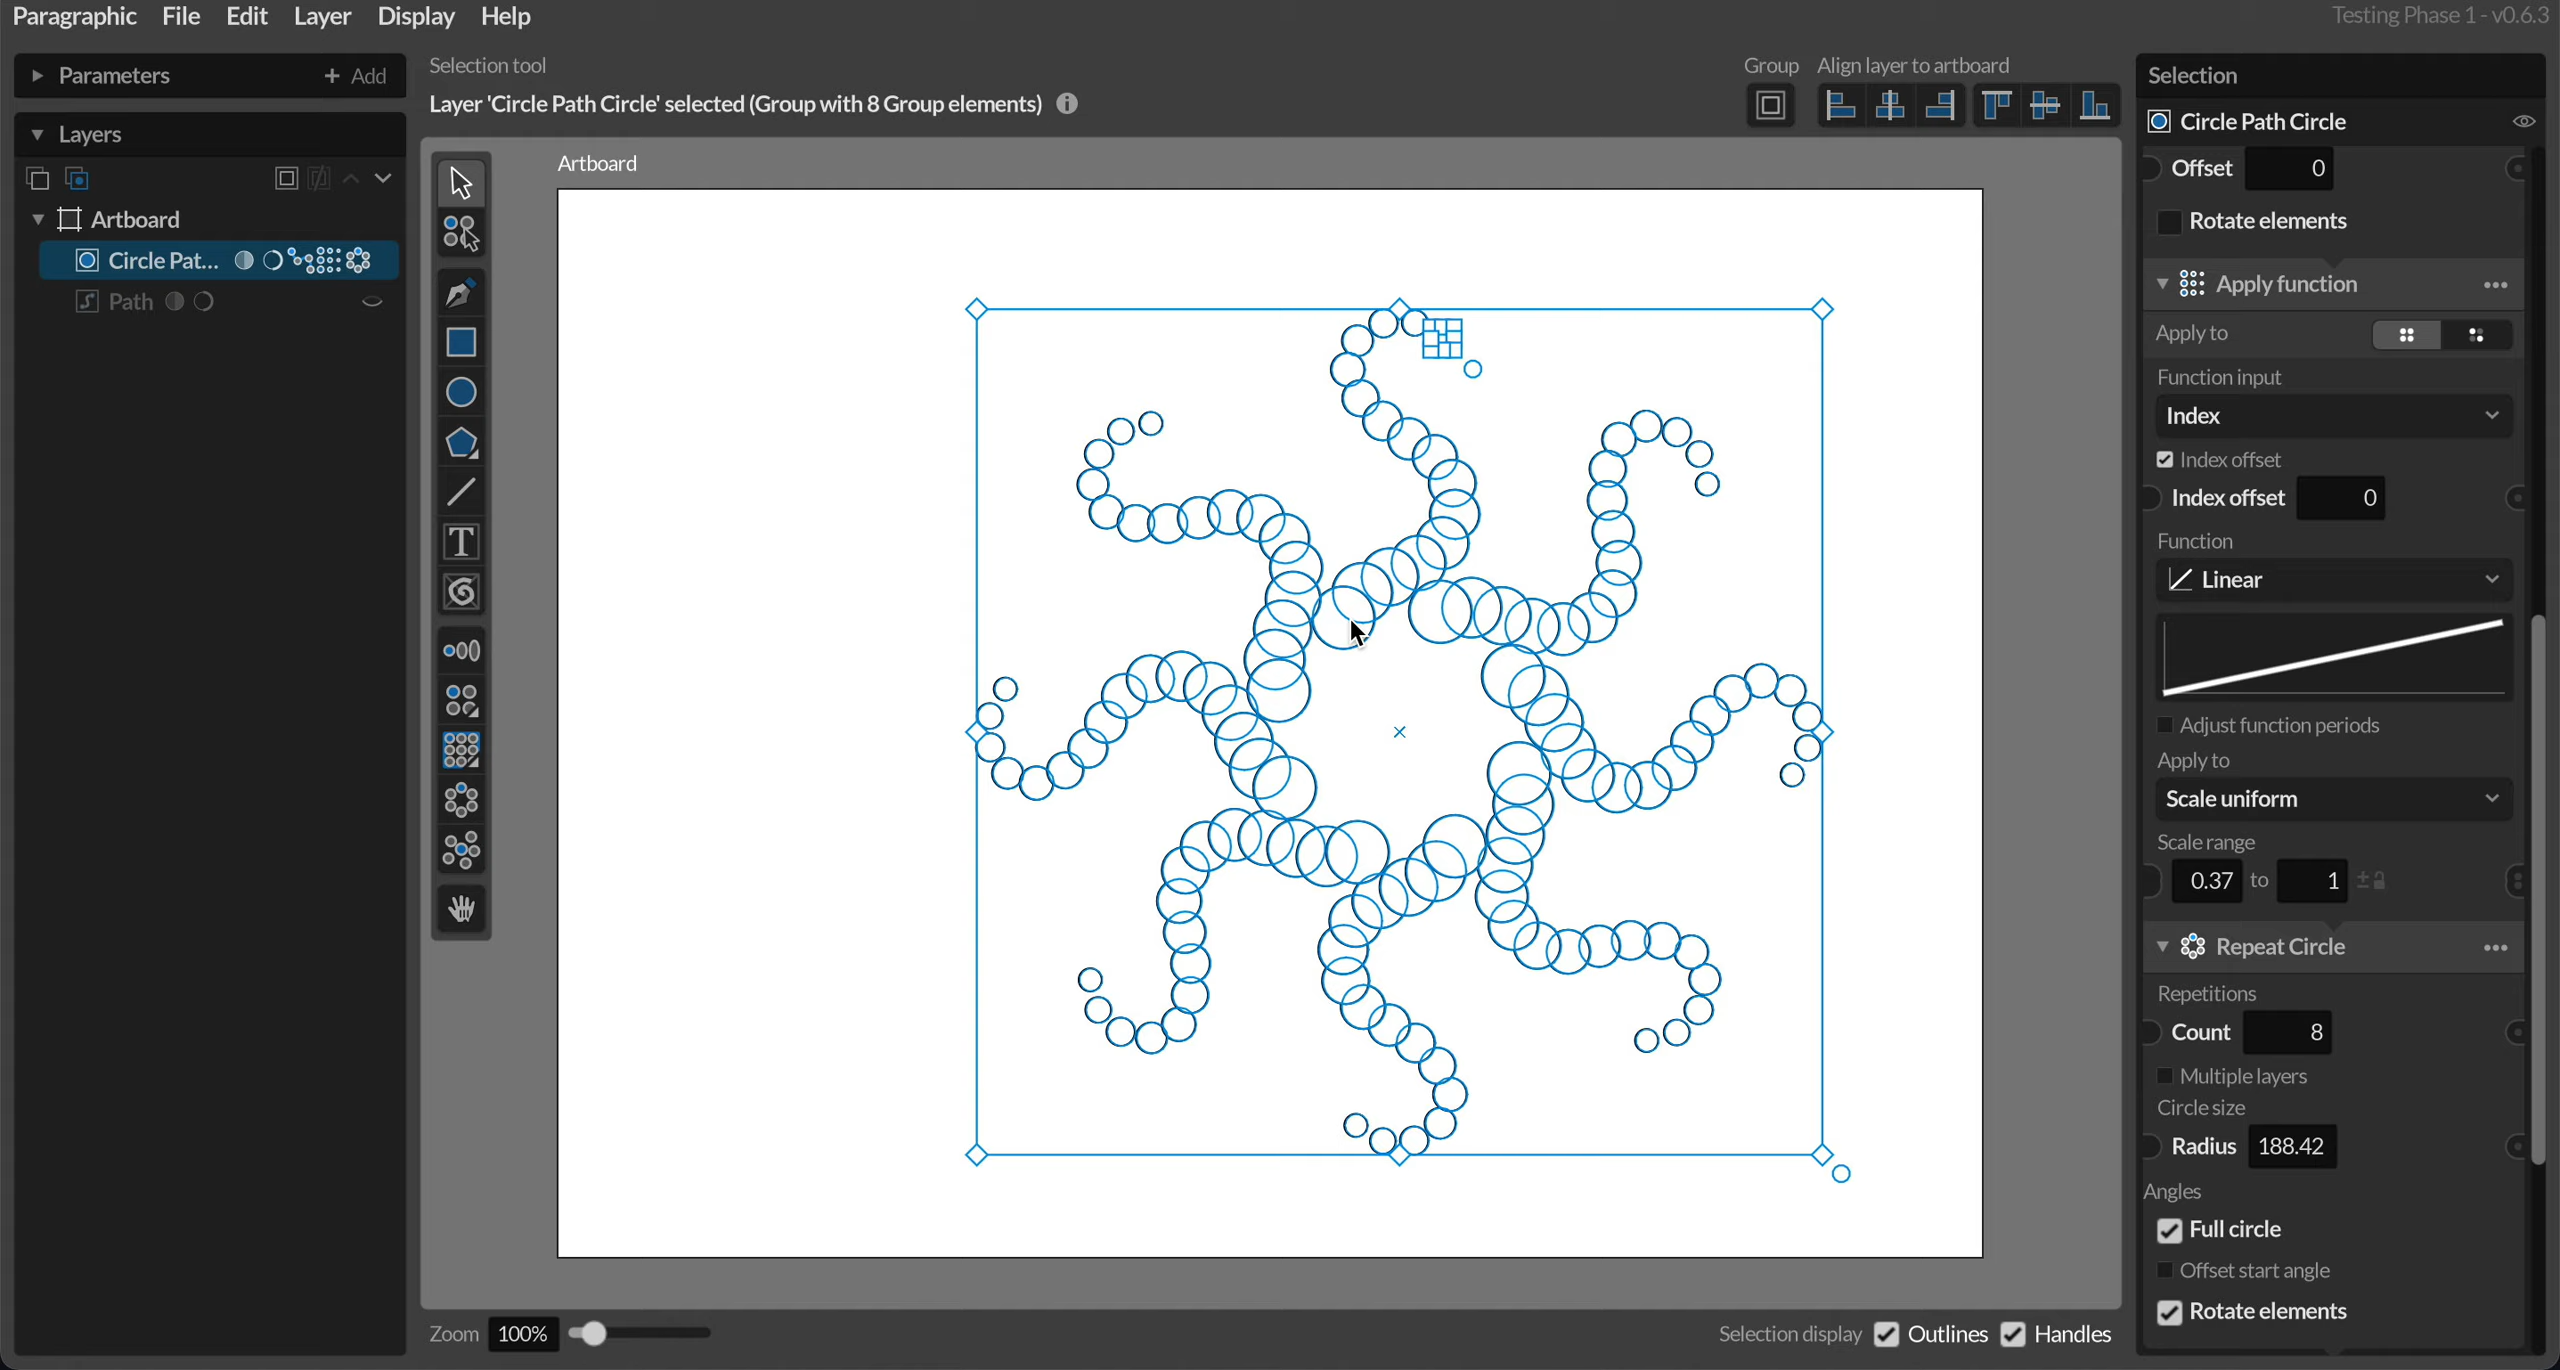 Paragraphic File Edit Layer Display Help
Testing Phase 1 - v0.6.3
Parameters + Add
Layers
Artboard
Circle Pat...
Path
Selection tool
Layer 'Circle Path Circle' selected (Group with 8 Group elements)
Group Align layer to artboard
Artboard
T
Zoom 100%
Selection display Outlines Handles
Selection
Circle Path Circle
Offset 0
Rotate elements
Apply function
Apply to
Function input
Index
Index offset
Index offset 0
Function
Linear
Adjust function periods
Apply to
Scale uniform
Scale range
0.37 to 1 ±
Repeat Circle
Repetitions
Count 8
Multiple layers
Circle size
Radius 188.42
Angles
Full circle
Offset start angle
Rotate elements